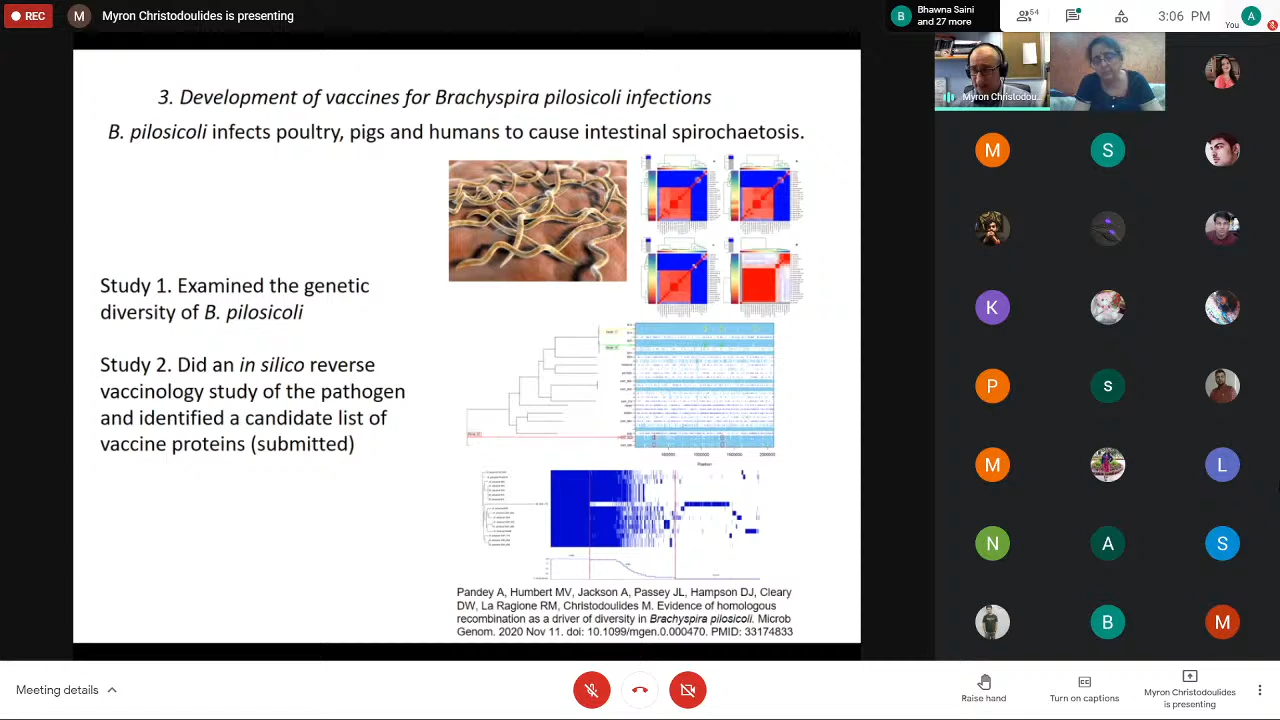 REC
M
Myron Christodoulides is presenting
B
Bhawna Saini
and 27 more
54
3:06 PM
A
You
3. Development of vaccines for Brachyspira pilosicoli infections
B. pilosicoli infects poultry, pigs and humans to cause intestinal spirochaetosis.
Study 1. Examined the genetic
diversity of B. pilosicoli
Study 2. Did an in silico reverse
vaccinology study of the pathogen
and identified a candidate list of
vaccine proteins (submitted)
Position
Pandey A, Humbert MV, Jackson A, Passey JL, Hampson DJ, Cleary
DW, La Ragione RM, Christodoulides M. Evidence of homologous
recombination as a driver of diversity in Brachyspira pilosicoli. Microb
Genom. 2020 Nov 11. doi: 10.1099/mgen.0.000470. PMID: 33174833
Myron Christodou...
M
S
K
P
M
L
N
A
S
B
M
Meeting details
Raise hand
Turn on captions
Myron Christodoulides
is presenting